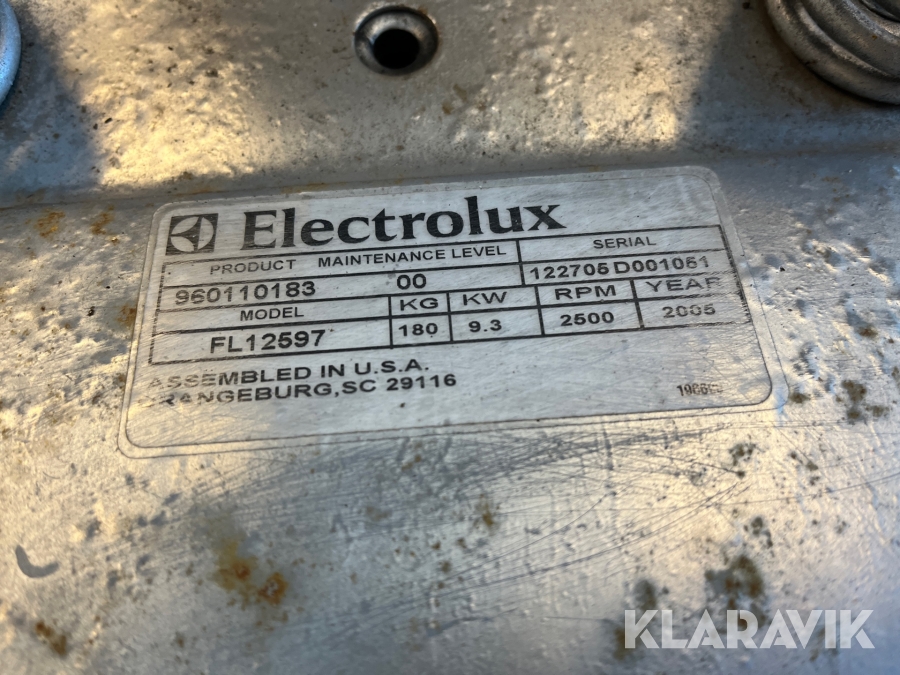 Electrolux
PRODUCT MAINTENANCE LEVEL SERIAL
960110183 00 122705D001051
MODEL KG KW RPM YEAR
FL12597 180 9.3 2500 2005
ASSEMBLED IN U.S.A.
ORANGEBURG,SC 29116
KLARAVIK